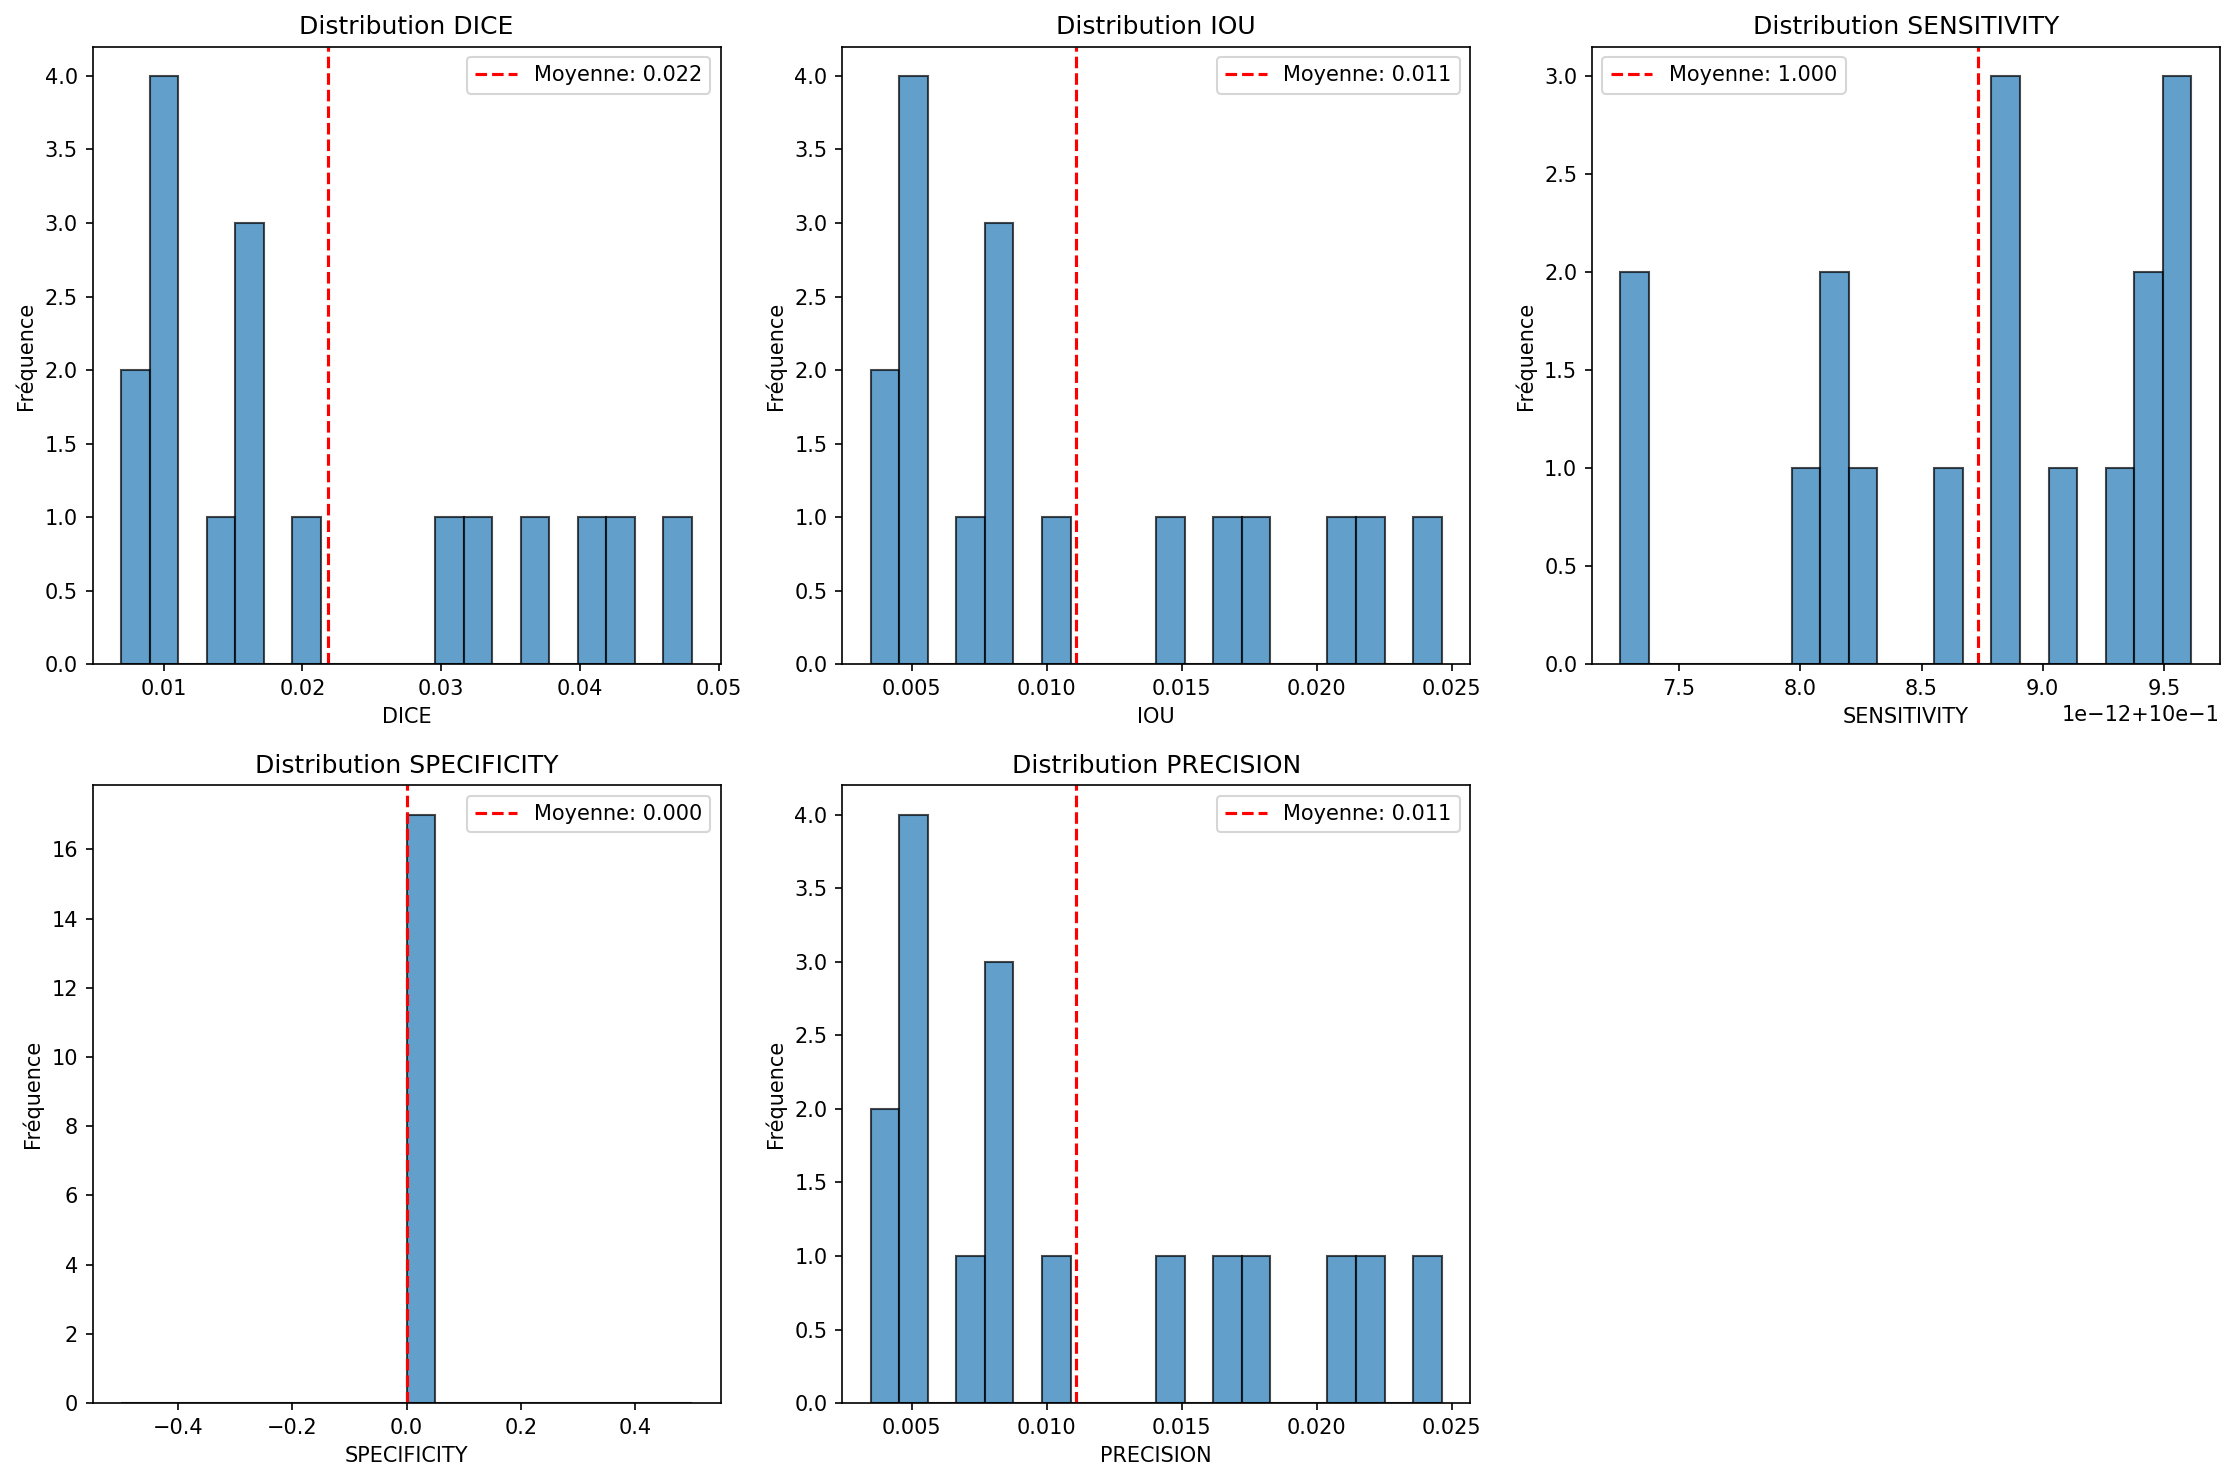 Distribution DICE
Moyenne: 0.022
Fréquence
4.0
3.5
3.0
2.5
2.0
1.5
1.0
0.5
0.0
0.01 0.02 0.03 0.04 0.05
DICE
Distribution IOU
Moyenne: 0.011
Fréquence
4.0
3.5
3.0
2.5
2.0
1.5
1.0
0.5
0.0
0.005 0.010 0.015 0.020 0.025
IOU
Distribution SENSITIVITY
Moyenne: 1.000
Fréquence
3.0
2.5
2.0
1.5
1.0
0.5
0.0
7.5 8.0 8.5 9.0 9.5
1e−12+10e−1
SENSITIVITY
Distribution SPECIFICITY
Moyenne: 0.000
Fréquence
16
14
12
10
8
6
4
2
0
−0.4 −0.2 0.0 0.2 0.4
SPECIFICITY
Distribution PRECISION
Moyenne: 0.011
Fréquence
4.0
3.5
3.0
2.5
2.0
1.5
1.0
0.5
0.0
0.005 0.010 0.015 0.020 0.025
PRECISION